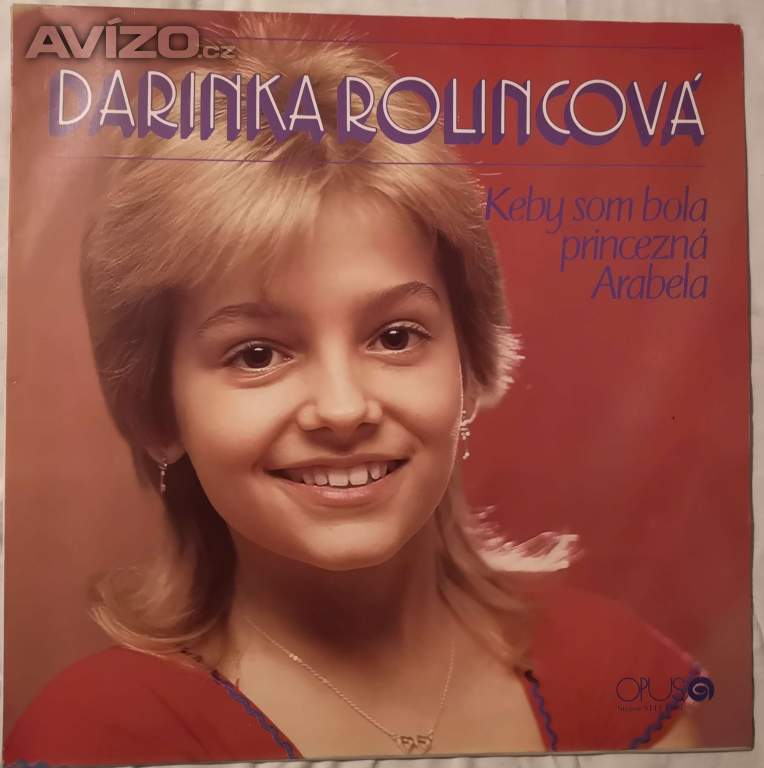 AVÍZO.cz
DARINKA ROLINCOVÁ
Keby som bola
princezná
Arabela
OPUS